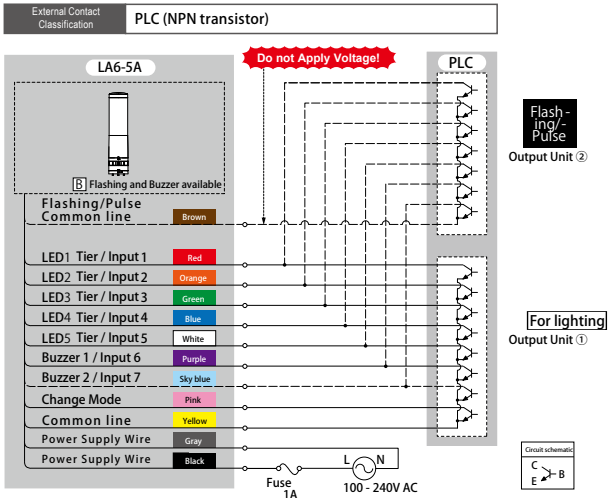 External Contact
Classification
PLC (NPN transistor)
LA6-5A
Do not Apply Voltage!
PLC
B Flashing and Buzzer available
Flash -
ing/-
Pulse
Output Unit ②
Flashing/Pulse
Common line
Brown
LED1 Tier / Input 1
Red
LED2 Tier / Input 2
Orange
LED3 Tier / Input 3
Green
LED4 Tier / Input 4
Blue
LED5 Tier / Input 5
White
Buzzer 1 / Input 6
Purple
Buzzer 2 / Input 7
Sky blue
Change Mode
Pink
Common line
Yellow
Power Supply Wire
Gray
Power Supply Wire
Black
For lighting
Output Unit ①
L
N
Fuse
1A
100 - 240V AC
Circuit schematic
C
E
B